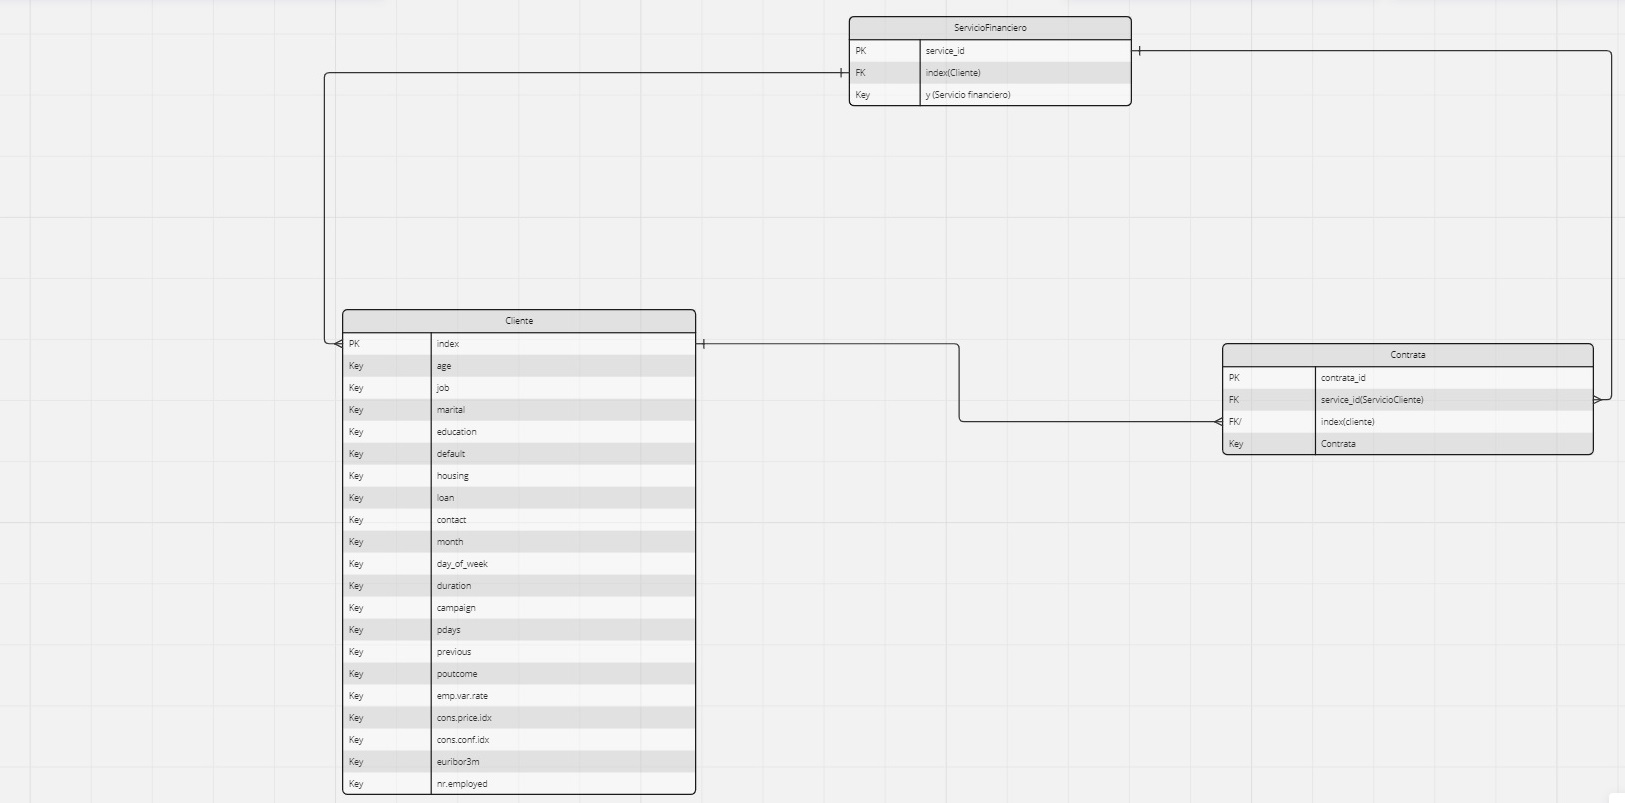 ServicioFinanciero
PK service_id
FK index(Cliente)
Key y (Servicio financiero)
Cliente
PK index
Key age
Key job
Key marital
Key education
Key default
Key housing
Key loan
Key contact
Key month
Key day_of_week
Key duration
Key campaign
Key pdays
Key previous
Key poutcome
Key emp.var.rate
Key cons.price.idx
Key cons.conf.idx
Key euribor3m
Key nr.employed
Contrata
PK contrata_id
FK service_id(ServicioCliente)
FK/ index(cliente)
Key Contrata